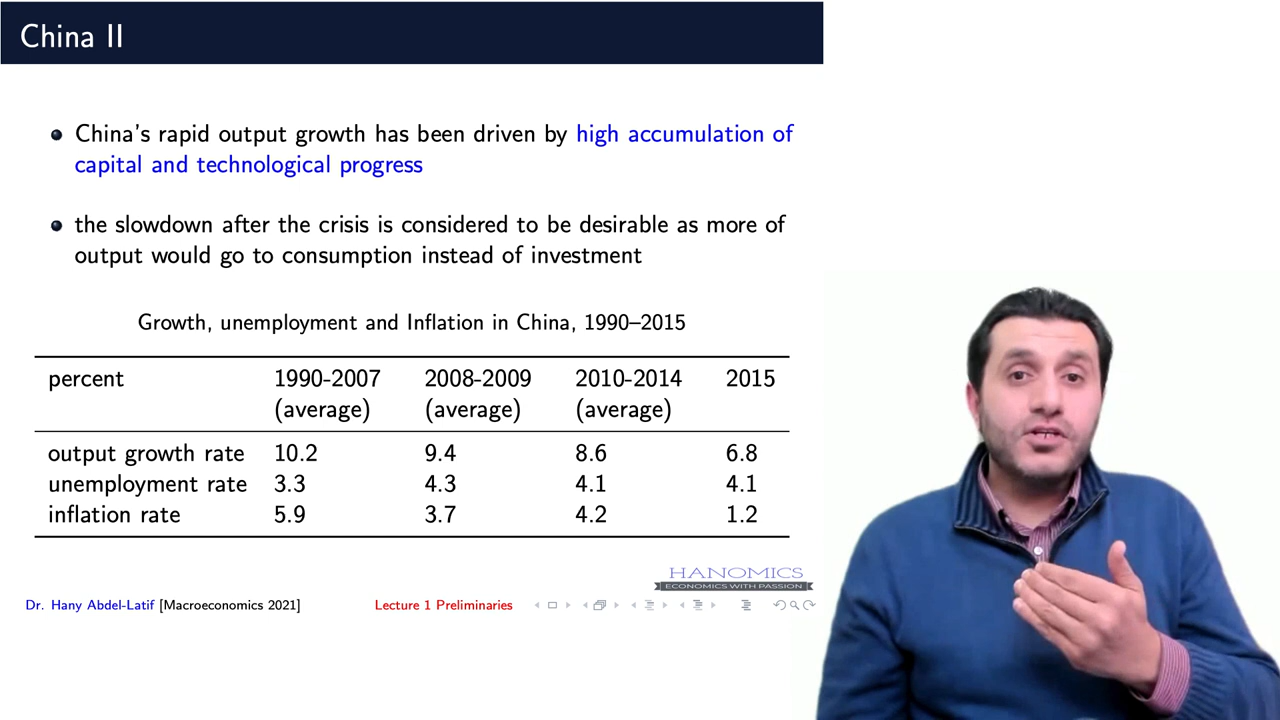 China II
China's rapid output growth has been driven by high accumulation of
capital and technological progress
the slowdown after the crisis is considered to be desirable as more of
output would go to consumption instead of investment
Growth, unemployment and Inflation in China, 1990–2015
percent 1990-2007 2008-2009 2010-2014 2015
(average) (average) (average)
output growth rate 10.2 9.4 8.6 6.8
unemployment rate 3.3 4.3 4.1 4.1
inflation rate 5.9 3.7 4.2 1.2
HANOMICS
ECONOMICS WITH PASSION
Dr. Hany Abdel-Latif [Macroeconomics 2021] Lecture 1 Preliminaries